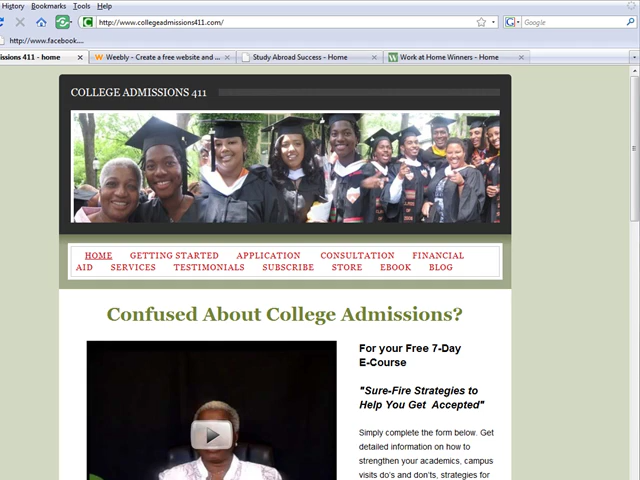 History Bookmarks Tools Help
http://www.collegeadmissions411.com/
Google
http://www.facebook....
issions 411 - home
Weebly - Create a free website and ...
Study Abroad Success - Home
Work at Home Winners - Home
COLLEGE ADMISSIONS 411
HOME GETTING STARTED APPLICATION CONSULTATION FINANCIAL
AID SERVICES TESTIMONIALS SUBSCRIBE STORE EBOOK BLOG
Confused About College Admissions?
For your Free 7-Day
E-Course
"Sure-Fire Strategies to
Help You Get Accepted"
Simply complete the form below. Get
detailed information on how to
strengthen your academics, campus
visits do's and don'ts, strategies for